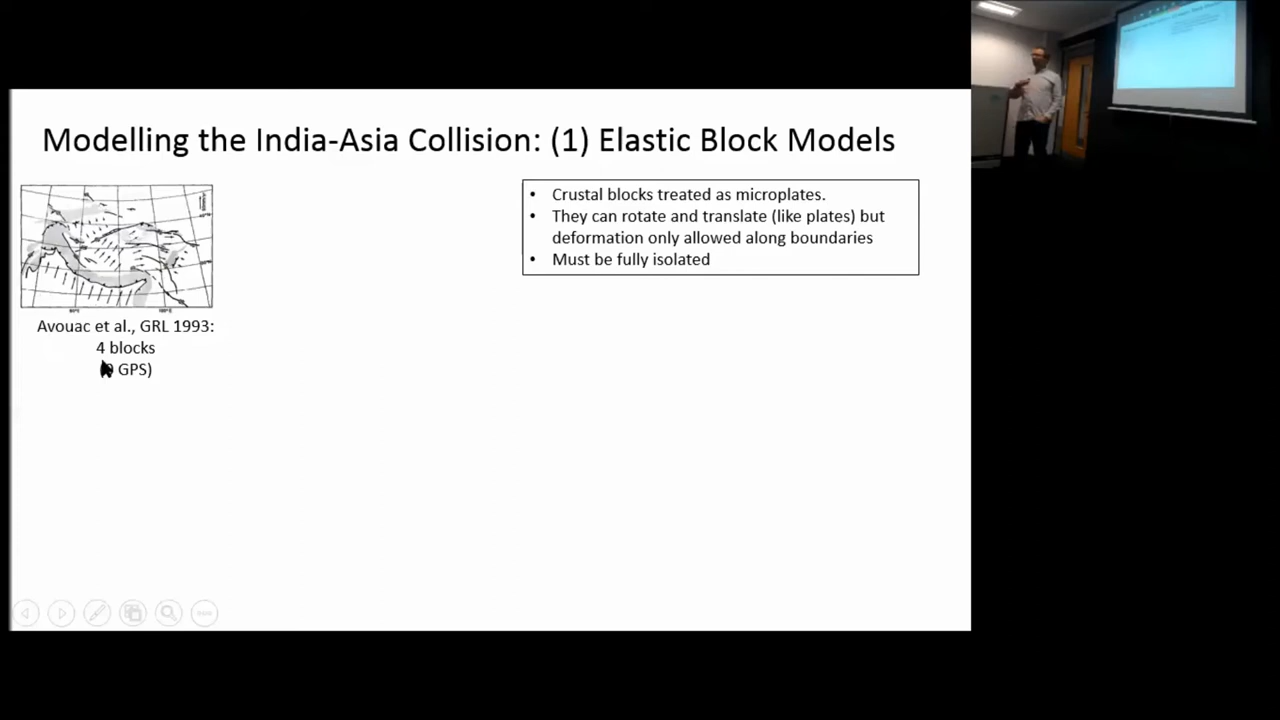 Modelling the India-Asia Collision: (1) Elastic Block Models
• Crustal blocks treated as microplates.
• They can rotate and translate (like plates) but
deformation only allowed along boundaries
• Must be fully isolated
Avouac et al., GRL 1993:
4 blocks
GPS)